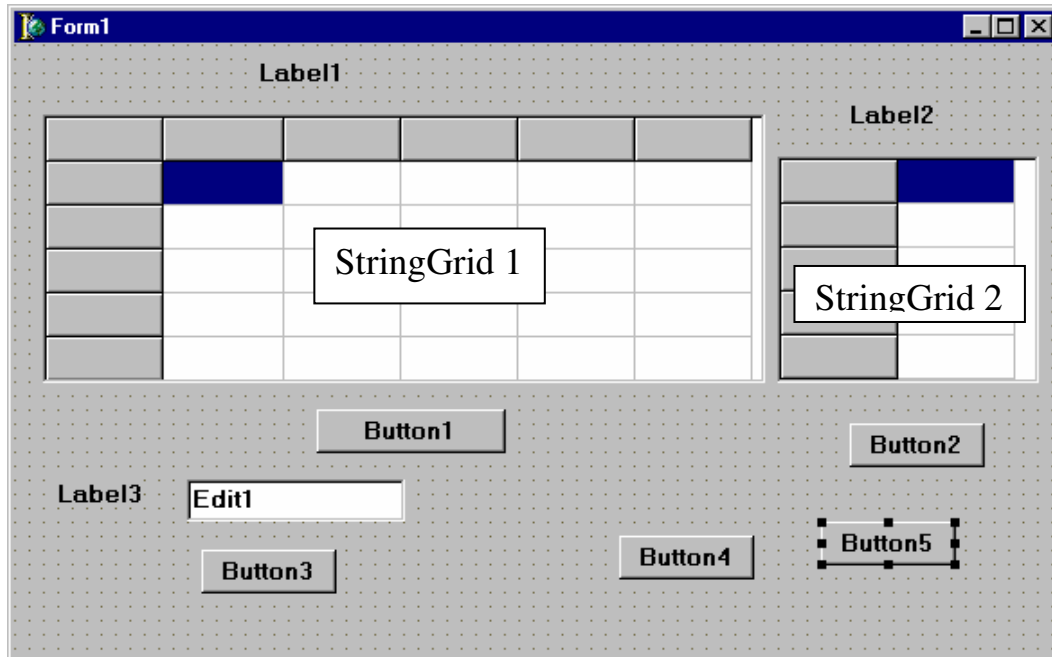 Form1
Label1
Label2
StringGrid 1
StringGrid 2
Button1
Button2
Label3
Edit1
Button5
Button4
Button3